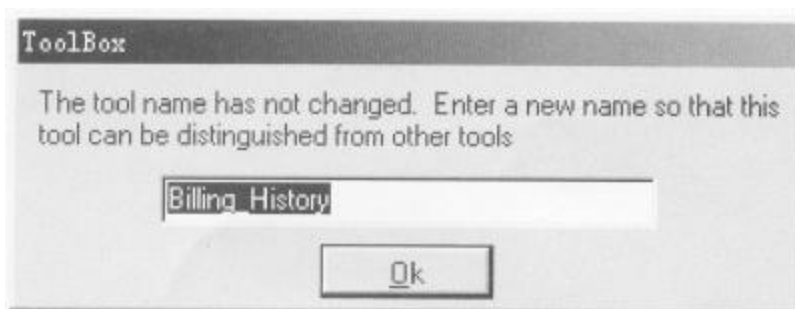 ToolBox
The tool name has not changed.  Enter a new name so that this
tool can be distinguished from other tools
Billing_History
Ok